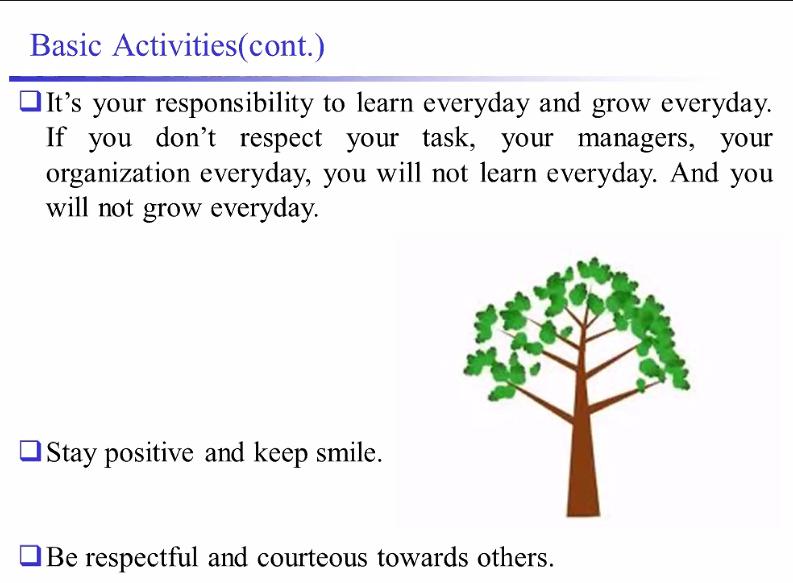 Basic Activities(cont.)
It's your responsibility to learn everyday and grow everyday.
If you don't respect your task, your managers, your
organization everyday, you will not learn everyday. And you
will not grow everyday.
Stay positive and keep smile.
Be respectful and courteous towards others.